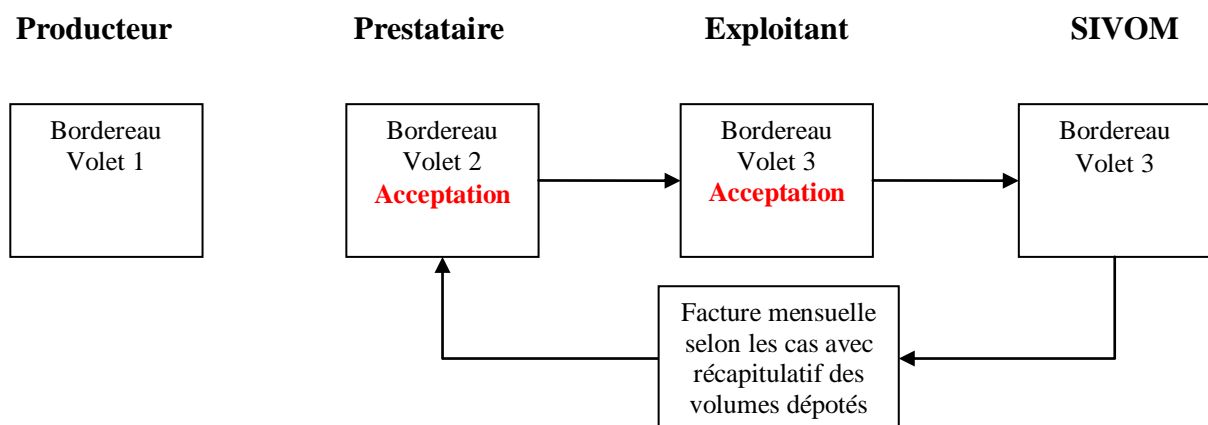 Producteur
Prestataire
Exploitant
SIVOM
Bordereau
Volet 1
Bordereau
Volet 2
Acceptation
Bordereau
Volet 3
Acceptation
Bordereau
Volet 3
Facture mensuelle
selon les cas avec
récapitulatif des
volumes dépotés